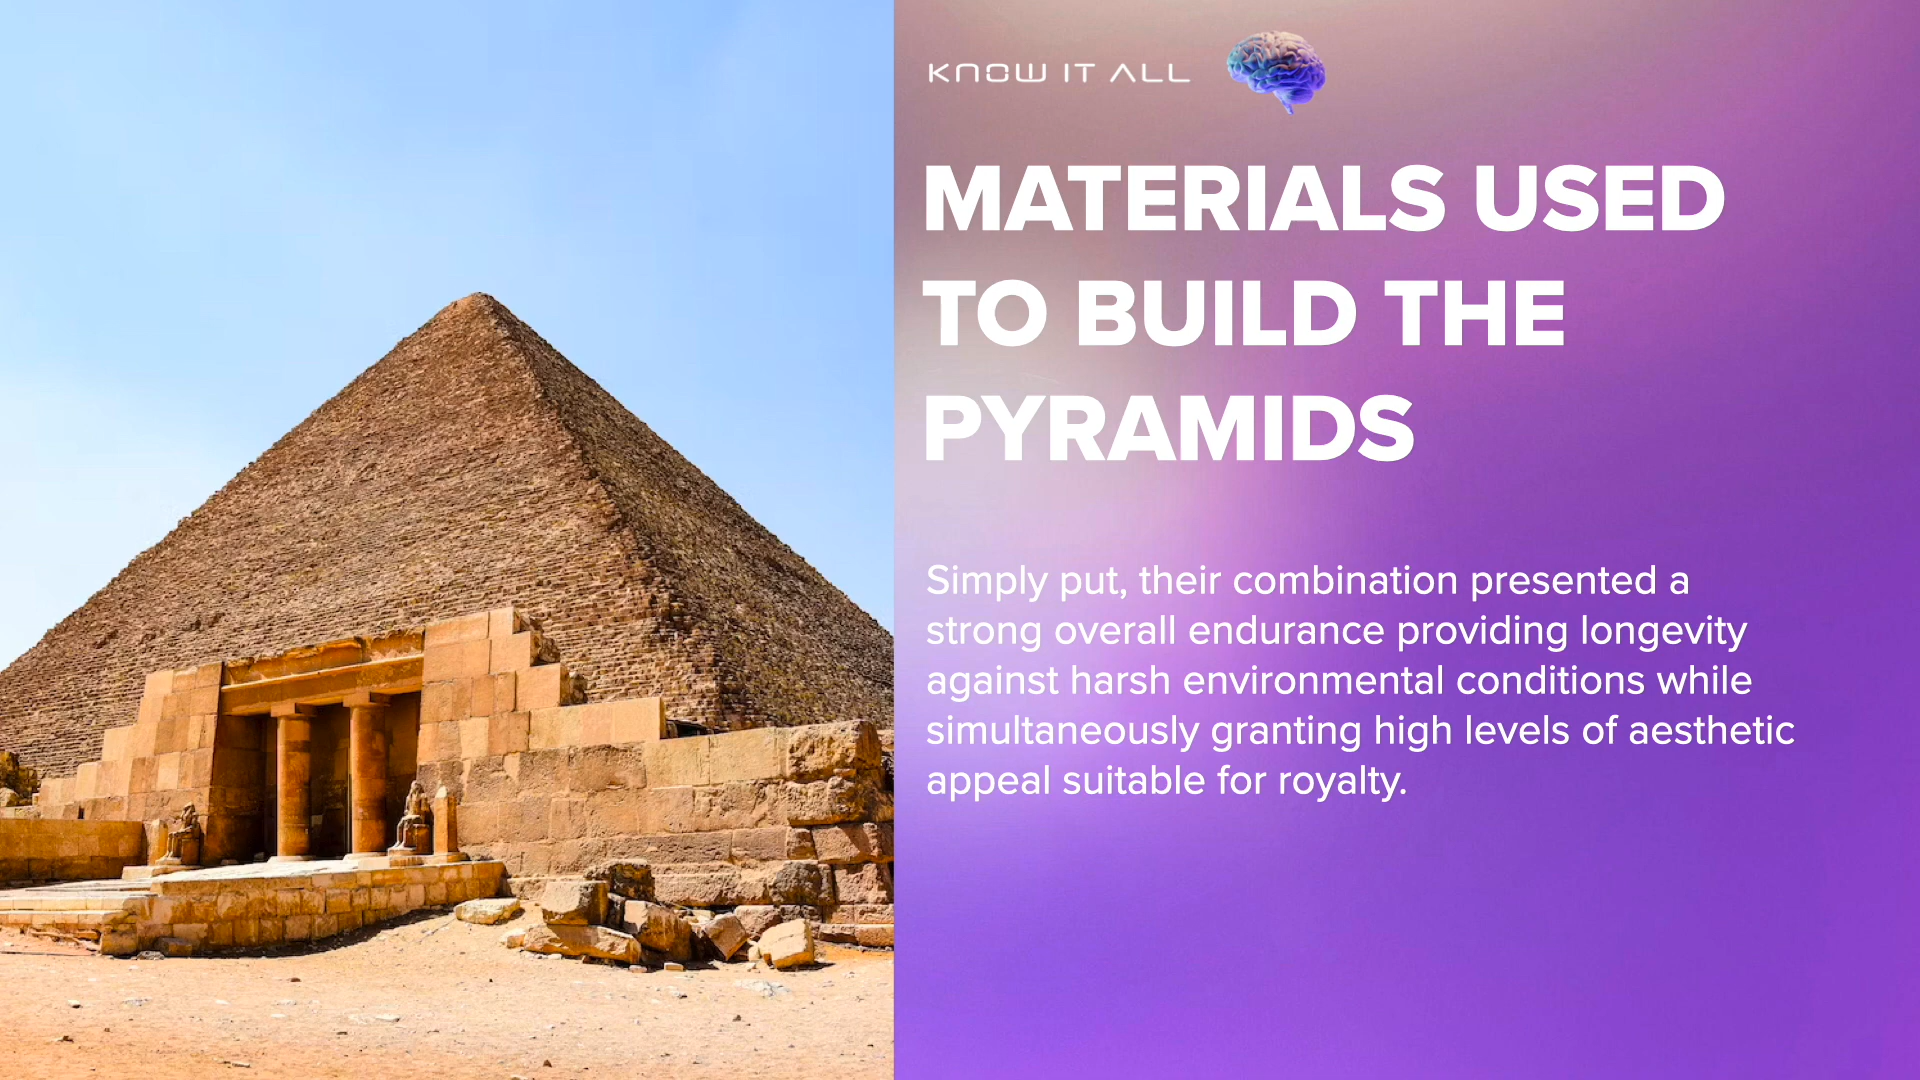 KNOW IT ALL
MATERIALS USED
TO BUILD THE
PYRAMIDS
Simply put, their combination presented a
strong overall endurance providing longevity
against harsh environmental conditions while
simultaneously granting high levels of aesthetic
appeal suitable for royalty.